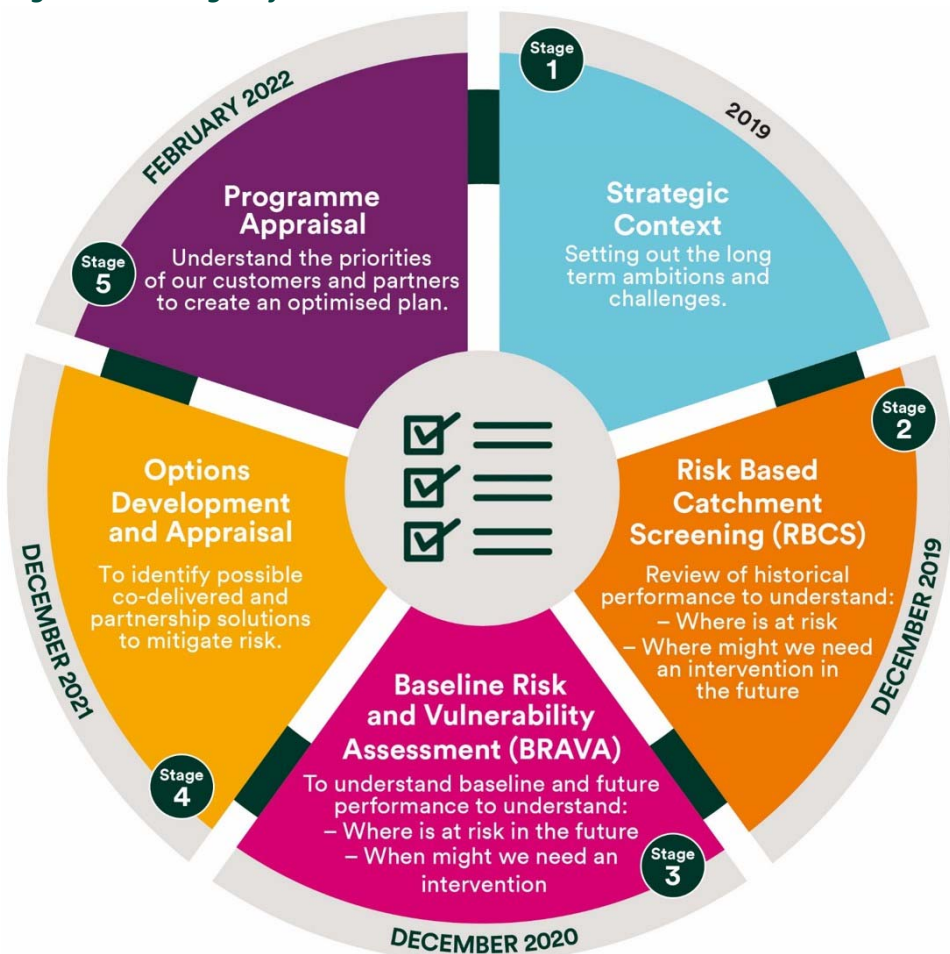 Stage
1
2019
Strategic
Context
Setting out the long
term ambitions and
challenges.
Stage
2
DECEMBER 2019
Risk Based
Catchment
Screening (RBCS)
Review of historical
performance to understand:
– Where is at risk
– Where might we need
an intervention in
the future
Stage
3
DECEMBER 2020
Baseline Risk
and Vulnerability
Assessment (BRAVA)
To understand baseline and future
performance to understand:
– Where is at risk in the future
– When might we need an
intervention
Stage
4
DECEMBER 2021
Options
Development
and Appraisal
To identify possible
co-delivered and
partnership solutions
to mitigate risk.
Stage
5
FEBRUARY 2022
Programme
Appraisal
Understand the priorities
of our customers and partners
to create an optimised plan.